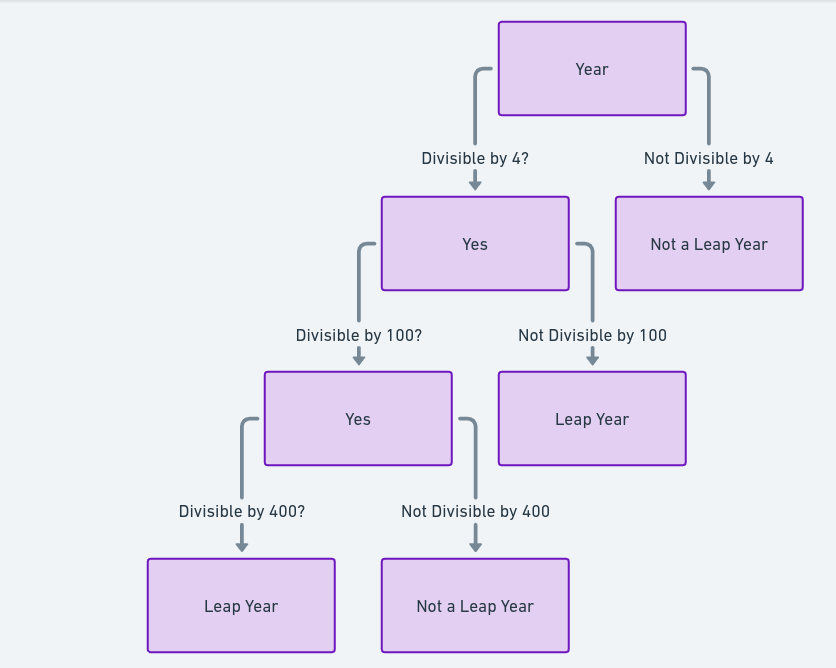 Year
Divisible by 4?
Not Divisible by 4
Yes
Not a Leap Year
Divisible by 100?
Not Divisible by 100
Yes
Leap Year
Divisible by 400?
Not Divisible by 400
Leap Year
Not a Leap Year